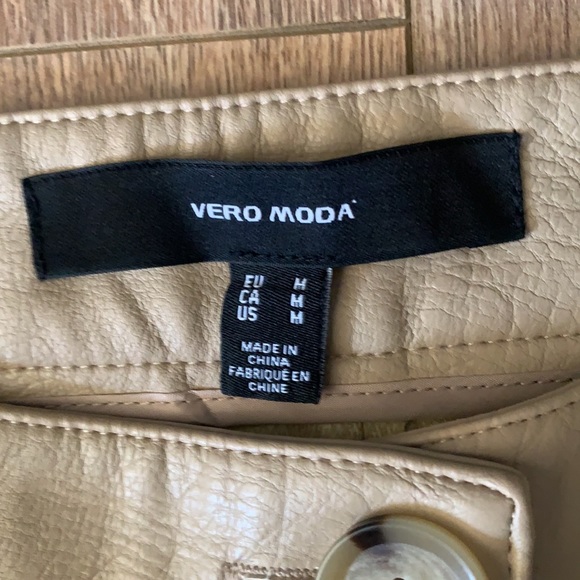 VERO MODA
EU M
CA M
US M
MADE IN
CHINA
FABRIQUÉ EN
CHINE